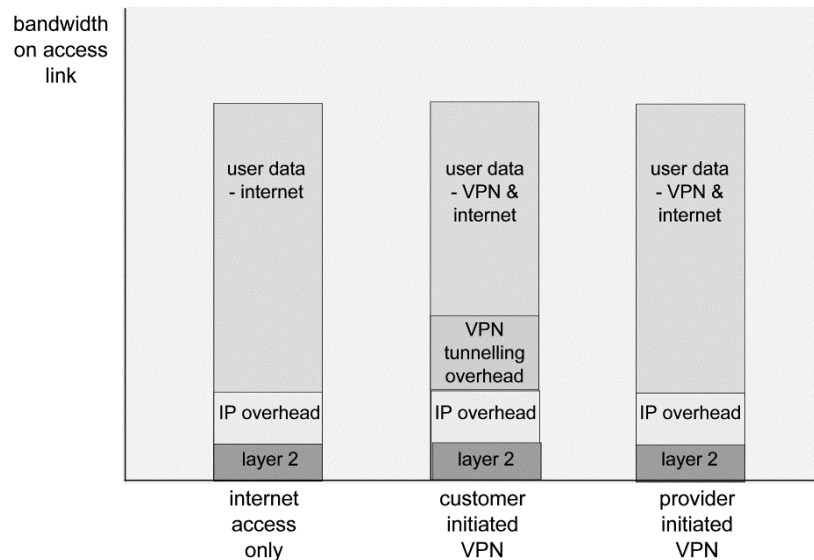 bandwidth
on access
link
user data
- internet
IP overhead
layer 2
internet
access
only
user data
- VPN &
internet
VPN
tunnelling
overhead
IP overhead
layer 2
customer
initiated
VPN
user data
- VPN &
internet
IP overhead
layer 2
provider
initiated
VPN